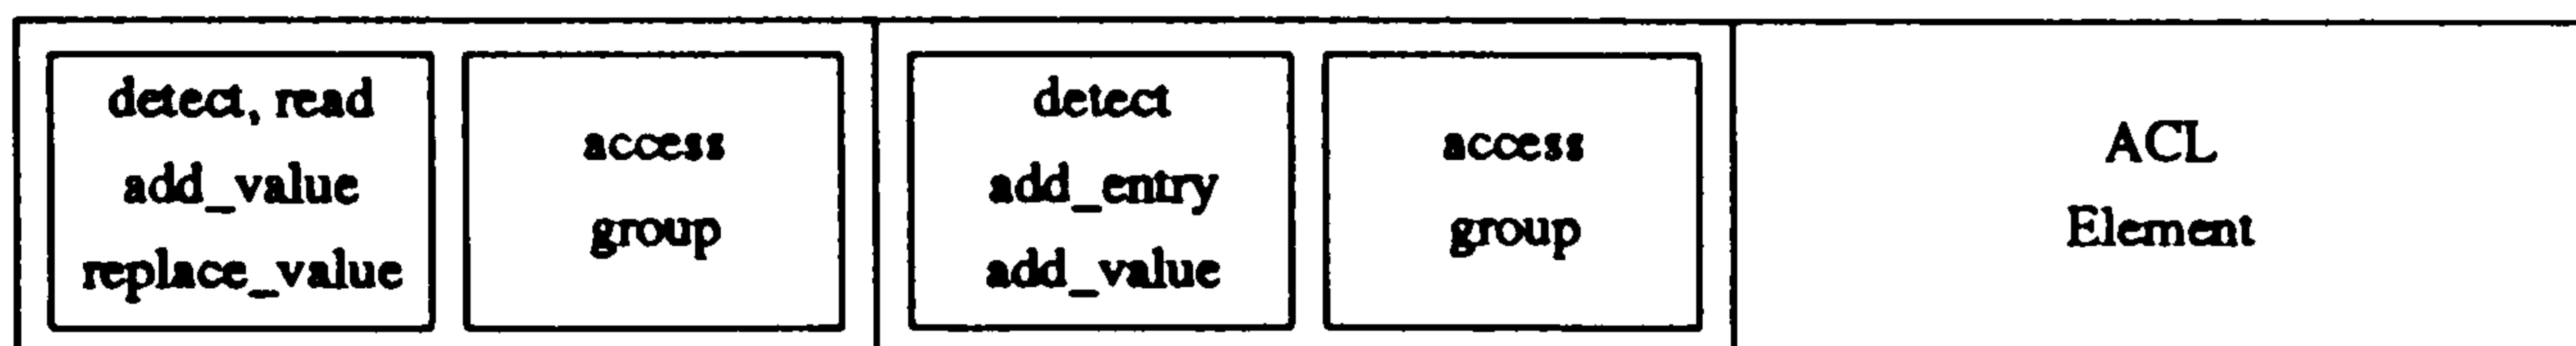 detect, read
add_value
replace_value
access
group
detect
add_entry
add_value
access
group
ACL
Element